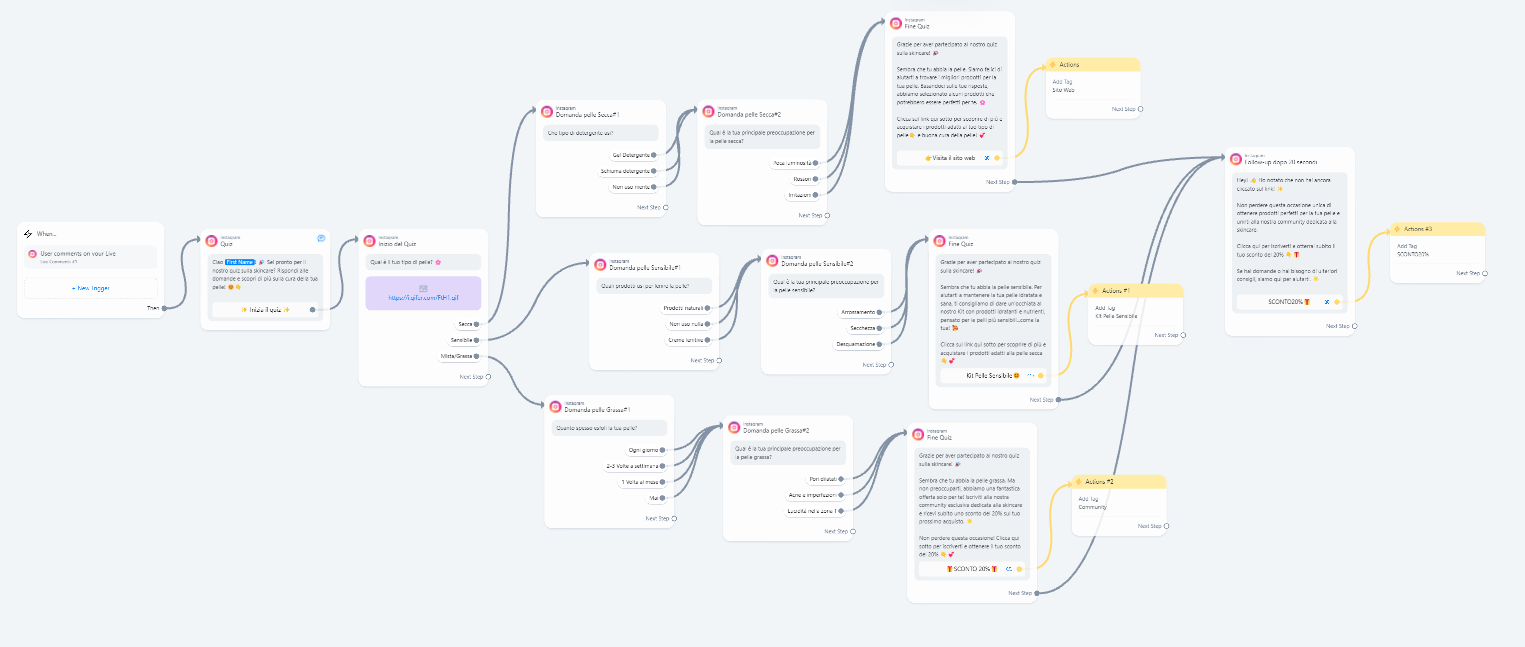 When...
User comments on your Live
Live Comments #1
+ New Trigger
Then
Instagram
Quiz
Ciao First Name ! 🎉 Sei pronto per il
nostro quiz sulla skincare? Rispondi alle
domande e scopri di più sulla cura della tua
pelle! 😊👇
✨ Inizia il quiz ✨
Instagram
Inizio del Quiz
Qual è il tuo tipo di pelle? 🌸
https://i.gifer.com/FtH1.gif
Secca
Sensibile
Mista/Grassa
Next Step
Instagram
Domanda pelle Secca#1
Che tipo di detergente usi?
Gel Detergente
Schiuma detergente
Non uso niente
Next Step
Instagram
Domanda pelle Secca#2
Qual è la tua principale preoccupazione per
la pelle secca?
Poca luminosità
Rossori
Irritazioni
Next Step
Instagram
Fine Quiz
Grazie per aver partecipato al nostro quiz
sulla skincare! 🎉
Sembra che tu abbia la pelle. Siamo felici di
aiutarti a trovare i migliori prodotti per la
tua pelle. Basandoci sulle tue risposte,
abbiamo selezionato alcuni prodotti che
potrebbero essere perfetti per te. 🌸
Clicca sul link qui sotto per scoprire di più e
acquistare i prodotti adatti al tuo tipo di
pelle👇 e buona cura della pelle! 💕
👉Visita il sito web
Next Step
Actions
Add Tag
Sito Web
Next Step
Instagram
Domanda pelle Sensibile#1
Quali prodotti usi per lenire la pelle?
Prodotti naturali
Non uso nulla
Creme lenitive
Next Step
Instagram
Domanda pelle Sensibile#2
Qual è la tua principale preoccupazione per
la pelle sensibile?
Arrossamento
Secchezza
Desquamazione
Next Step
Instagram
Fine Quiz
Grazie per aver partecipato al nostro quiz
sulla skincare! 🎉
Sembra che tu abbia la pelle sensibile. Per
aiutarti a mantenere la tua pelle idratata e
sana, ti consigliamo di dare un'occhiata al
nostro Kit con prodotti idratanti e nutrienti,
pensato per le pelli più sensibili...come la
tua!
Clicca sul link qui sotto per scoprire di più e
acquistare i prodotti adatti alla pelle secca
👇 💕
Kit Pelle Sensibile😍
Next Step
Actions #1
Add Tag
Kit Pelle Sensibile
Next Step
Instagram
Domanda pelle Grassa#1
Quanto spesso esfoli la tua pelle?
Ogni giorno
2-3 Volte a settimana
1 Volta al mese
Mai
Next Step
Instagram
Domanda pelle Grassa#2
Qual è la tua principale preoccupazione per
la pelle grassa?
Pori dilatati
Acne e imperfezioni
Lucidità nella zona T
Next Step
Instagram
Fine Quiz
Grazie per aver partecipato al nostro quiz
sulla skincare! 🎉
Sembra che tu abbia la pelle grassa. Ma
non preoccuparti, abbiamo una fantastica
offerta solo per te! Iscriviti alla nostra
community esclusiva dedicata alla skincare
e ricevi subito uno sconto del 20% sul tuo
prossimo acquisto. 🌟
Non perdere questa occasione! Clicca qui
sotto per iscriverti e ottenere il tuo sconto
del 20% 👇 💕
🎁SCONTO 20%🎁
Next Step
Actions #2
Add Tag
Community
Next Step
Instagram
Follow-up dopo 20 secondi
Hey! 👋 Ho notato che non hai ancora
cliccato sul link! ✨
Non perdere questa occasione unica di
ottenere prodotti perfetti per la tua pelle e
unirti alla nostra community dedicata alla
skincare.
Clicca qui per iscriverti e otterrai subito il
tuo sconto del 20% 👇 🎁
Se hai domande o hai bisogno di ulteriori
consigli, siamo qui per aiutarti. 🌟
SCONTO20%🎁
Next Step
Actions #3
Add Tag
SCONTO20%
Next Step